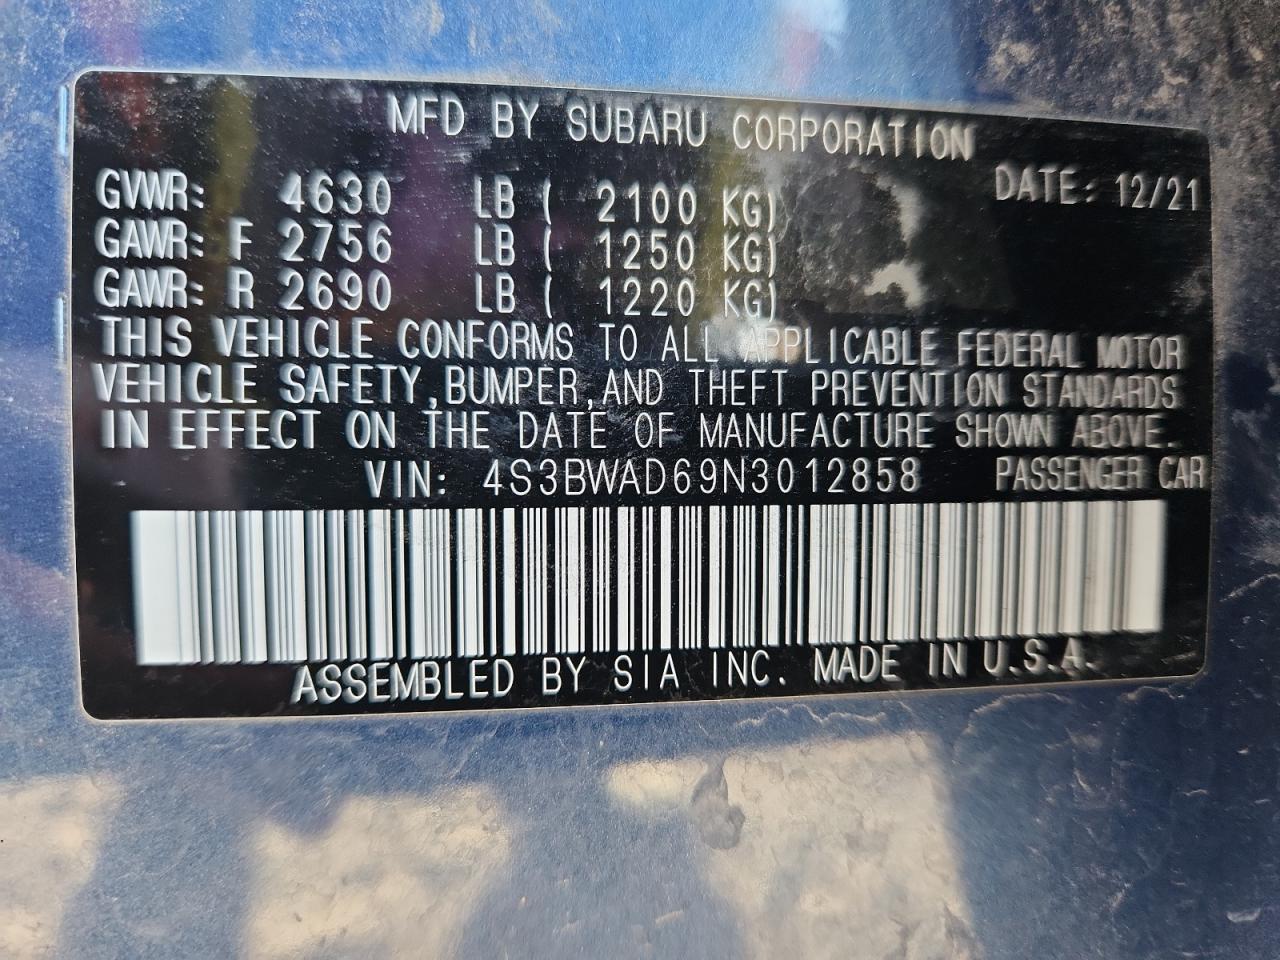 MFD BY SUBARU CORPORATION
GVWR: 4630 LB ( 2100 KG) DATE: 12/21
GAWR: F 2756 LB ( 1250 KG)
GAWR: R 2690 LB ( 1220 KG)
THIS VEHICLE CONFORMS TO ALL APPLICABLE FEDERAL MOTOR
VEHICLE SAFETY,BUMPER,AND THEFT PREVENTION STANDARDS
IN EFFECT ON THE DATE OF MANUFACTURE SHOWN ABOVE.
VIN: 4S3BWAD69N3012858 PASSENGER CAR
ASSEMBLED BY SIA INC. MADE IN U.S.A.